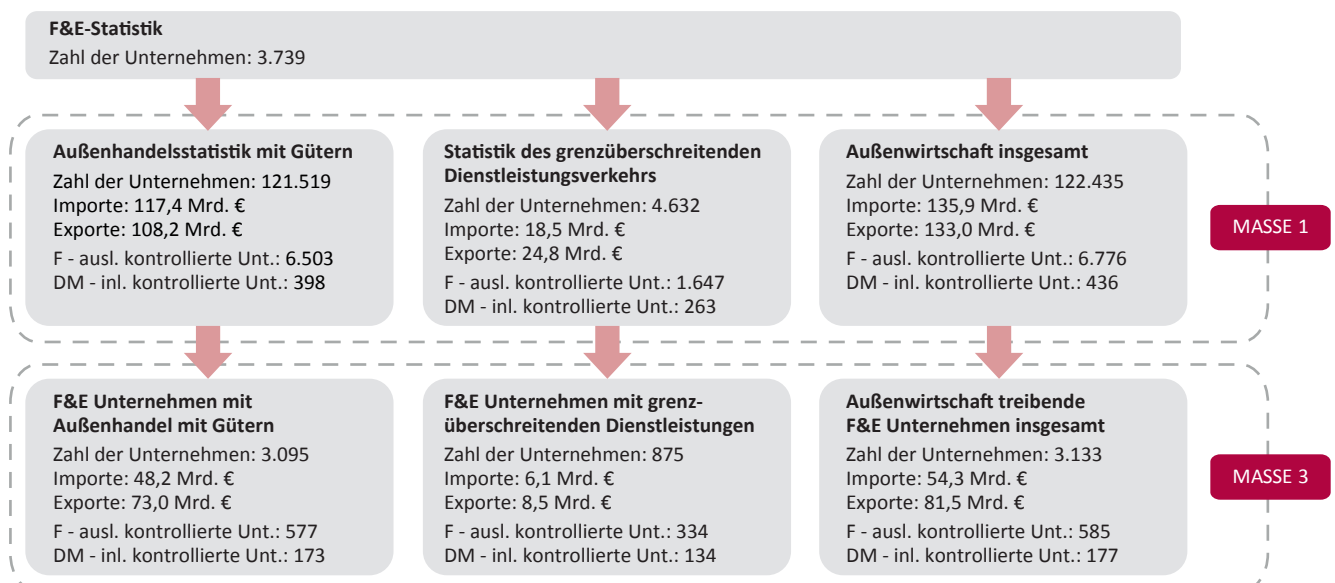 F&E-Statistik
Zahl der Unternehmen: 3.739
Außenhandelsstatistik mit Gütern
Zahl der Unternehmen: 121.519
Importe: 117,4 Mrd. €
Exporte: 108,2 Mrd. €
F - ausl. kontrollierte Unt.: 6.503
DM - inl. kontrollierte Unt.: 398
Statistik des grenzüberschreitenden
Dienstleistungsverkehrs
Zahl der Unternehmen: 4.632
Importe: 18,5 Mrd. €
Exporte: 24,8 Mrd. €
F - ausl. kontrollierte Unt.: 1.647
DM - inl. kontrollierte Unt.: 263
Außenwirtschaft insgesamt
Zahl der Unternehmen: 122.435
Importe: 135,9 Mrd. €
Exporte: 133,0 Mrd. €
F - ausl. kontrollierte Unt.: 6.776
DM - inl. kontrollierte Unt.: 436
MASSE 1
F&E Unternehmen mit
Außenhandel mit Gütern
Zahl der Unternehmen: 3.095
Importe: 48,2 Mrd. €
Exporte: 73,0 Mrd. €
F - ausl. kontrollierte Unt.: 577
DM - inl. kontrollierte Unt.: 173
F&E Unternehmen mit grenz-
überschreitenden Dienstleistungen
Zahl der Unternehmen: 875
Importe: 6,1 Mrd. €
Exporte: 8,5 Mrd. €
F - ausl. kontrollierte Unt.: 334
DM - inl. kontrollierte Unt.: 134
Außenwirtschaft treibende
F&E Unternehmen insgesamt
Zahl der Unternehmen: 3.133
Importe: 54,3 Mrd. €
Exporte: 81,5 Mrd. €
F - ausl. kontrollierte Unt.: 585
DM - inl. kontrollierte Unt.: 177
MASSE 3